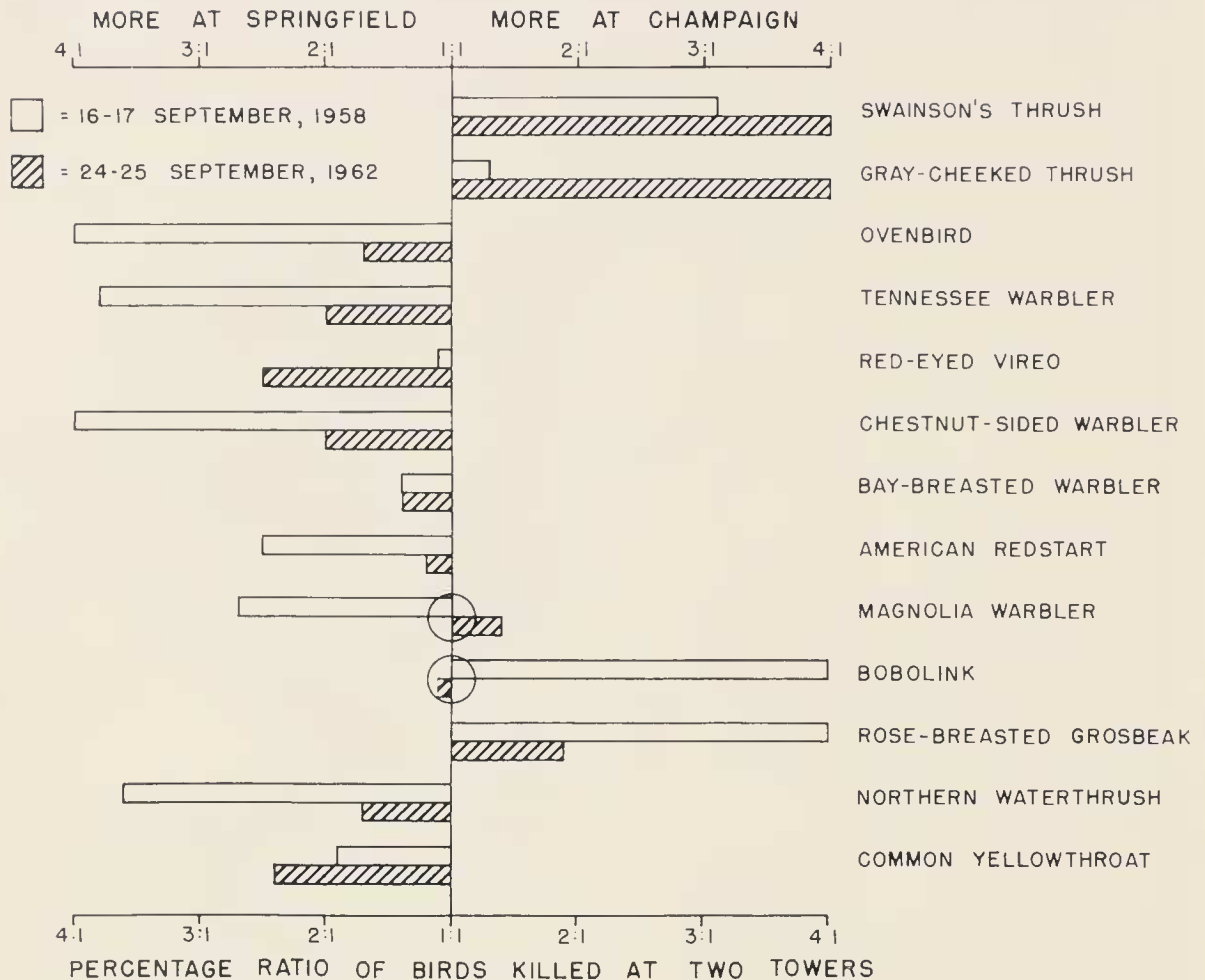 MORE AT SPRINGFIELD MORE AT CHAMPAIGN
4:1 3:1 2:1 1:1 2:1 3:1 4:1
= 16-17 SEPTEMBER, 1958
= 24-25 SEPTEMBER, 1962
SWAINSON'S THRUSH
GRAY-CHEEKED THRUSH
OVENBIRD
TENNESSEE WARBLER
RED-EYED VIREO
CHESTNUT-SIDED WARBLER
BAY-BREASTED WARBLER
AMERICAN REDSTART
MAGNOLIA WARBLER
BOBOLINK
ROSE-BREASTED GROSBEAK
NORTHERN WATERTHRUSH
COMMON YELLOWTHROAT
4:1 3:1 2:1 1:1 2:1 3:1 4:1
PERCENTAGE RATIO OF BIRDS KILLED AT TWO TOWERS